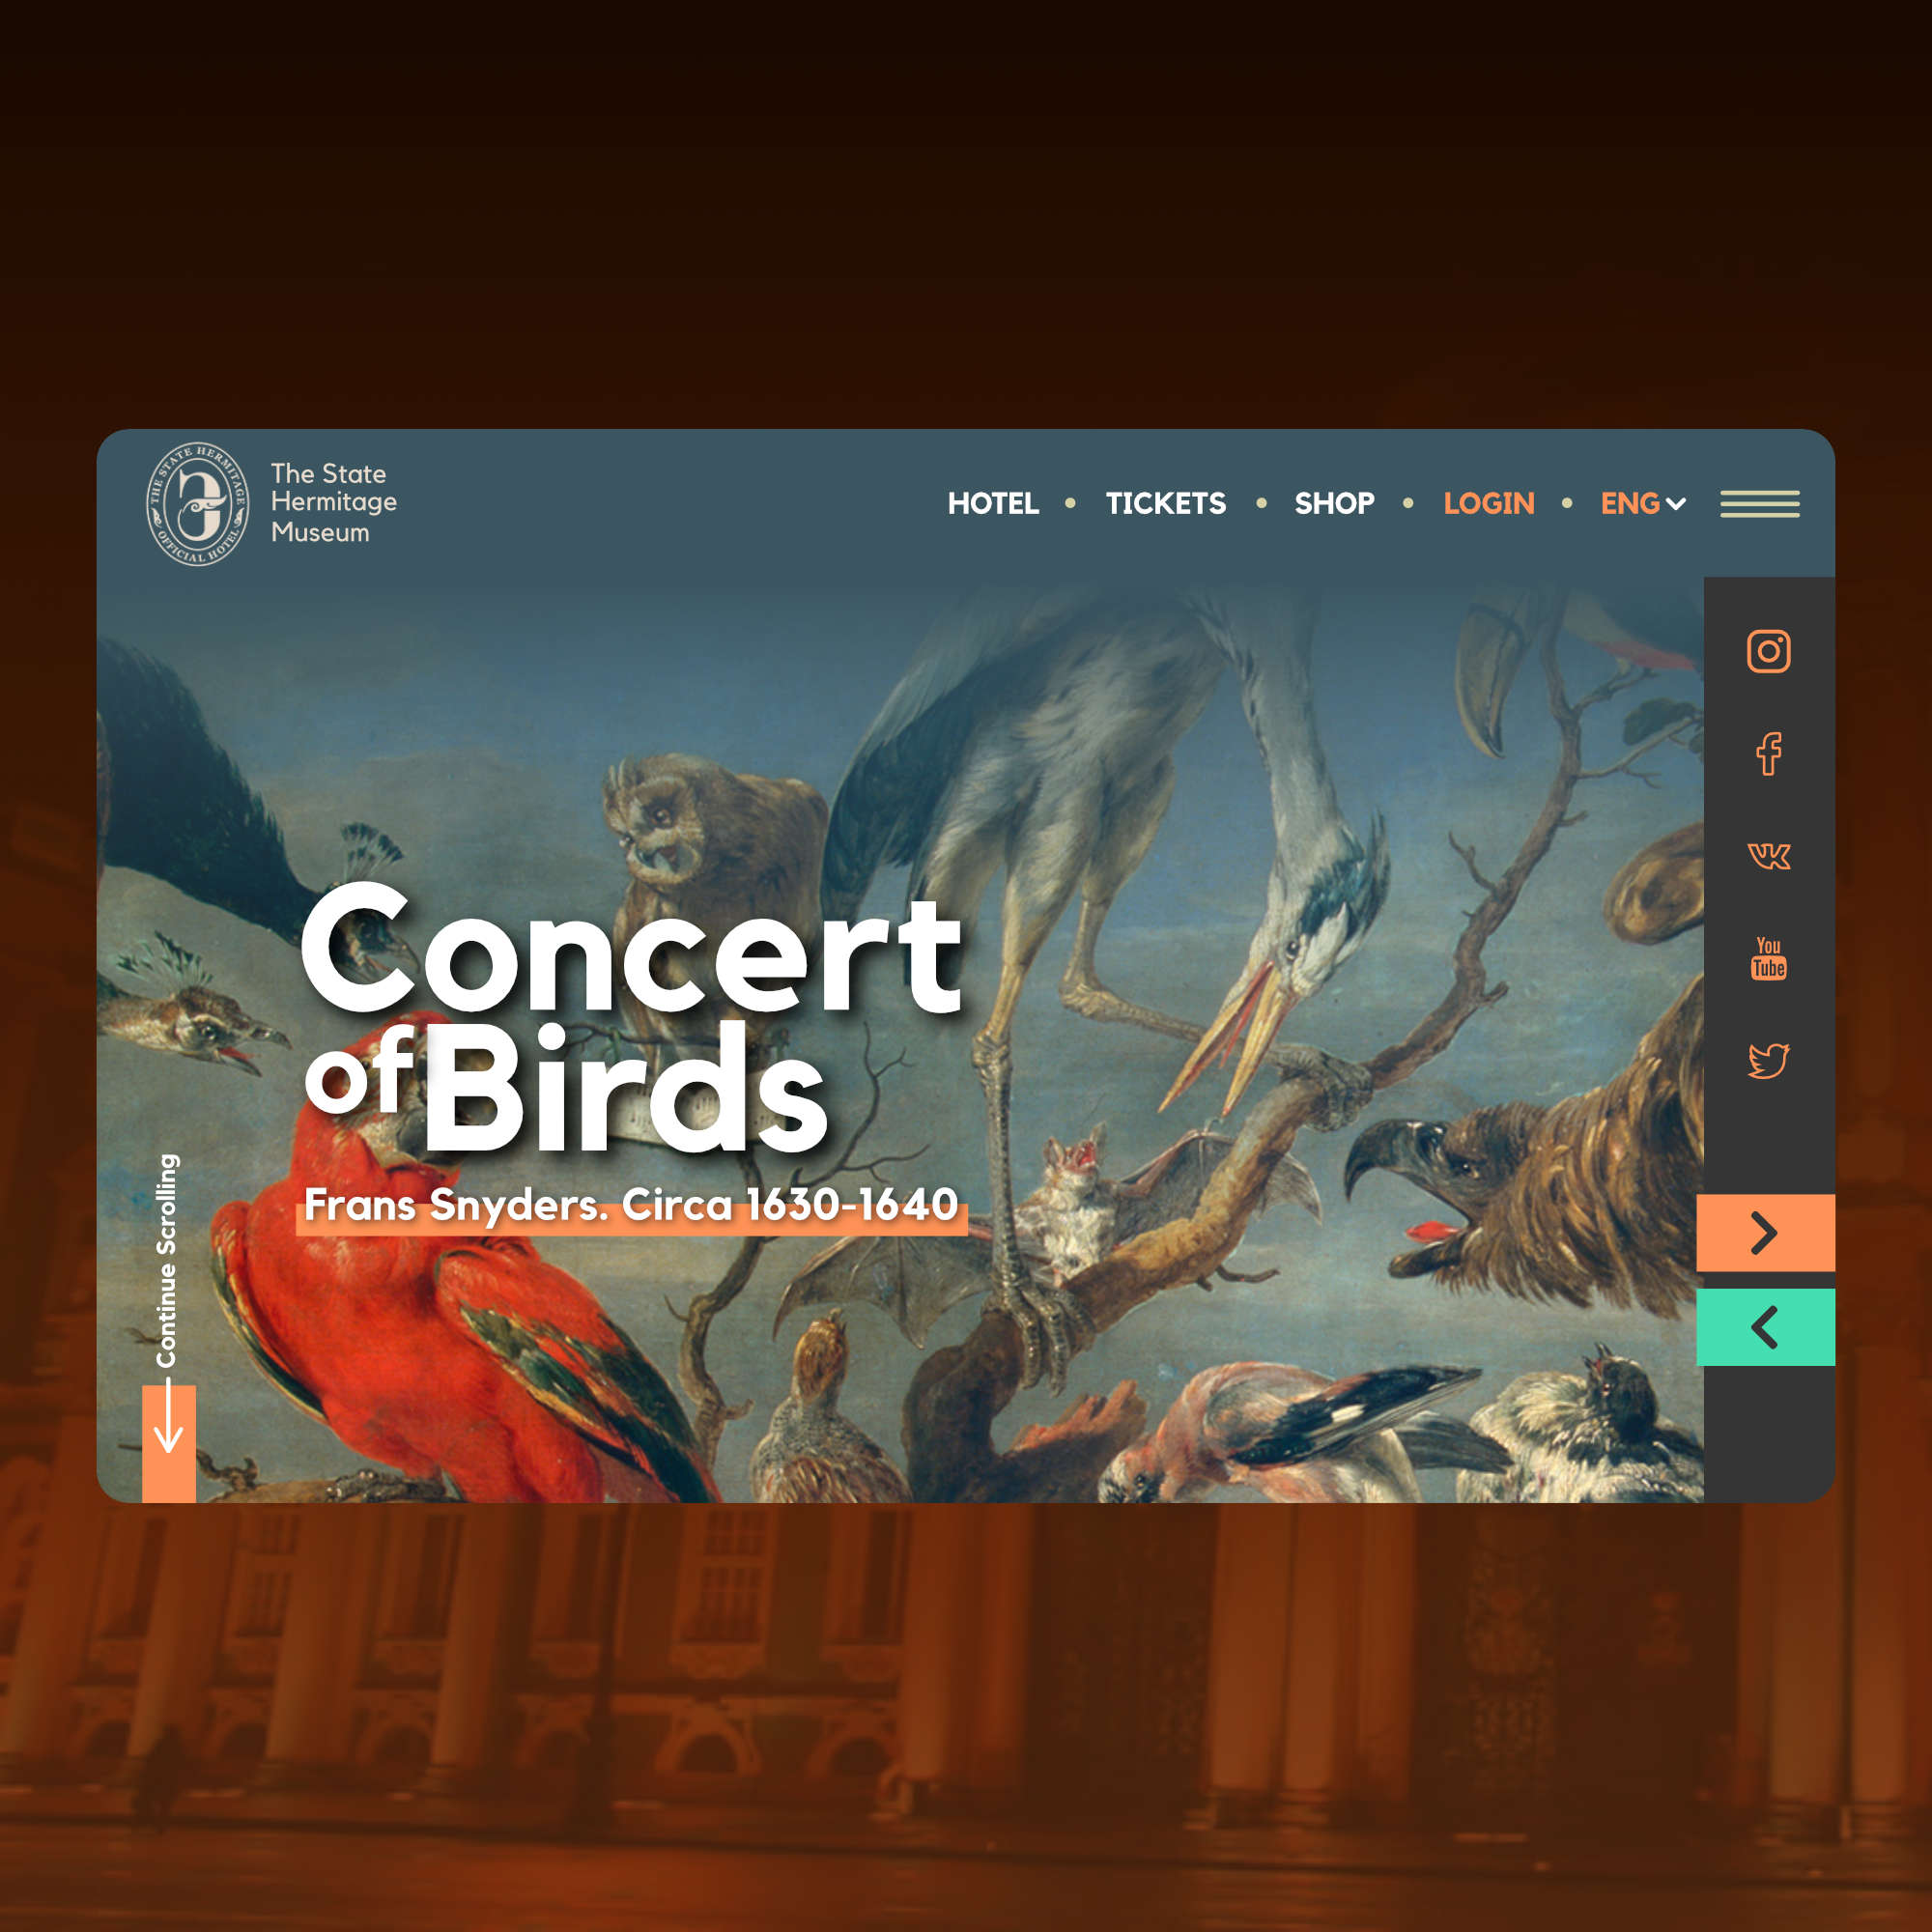 THE STATE HERMITAGE
OFFICIAL HOTEL
The State
Hermitage
Museum
HOTEL • TICKETS • SHOP • LOGIN • ENG
You
Tube
Concert
of Birds
Frans Snyders. Circa 1630-1640
Continue Scrolling